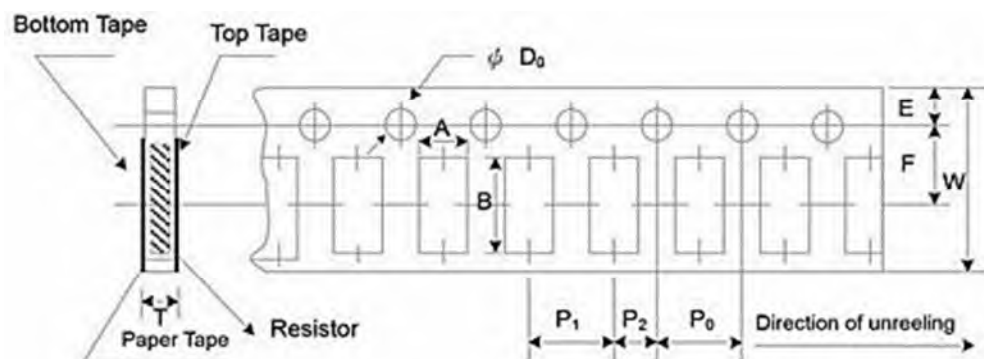 Bottom Tape
Top Tape
ϕ D₀
E
A
F
W
B
T
Paper Tape
Resistor
P₁
P₂
P₀
Direction of unreeling